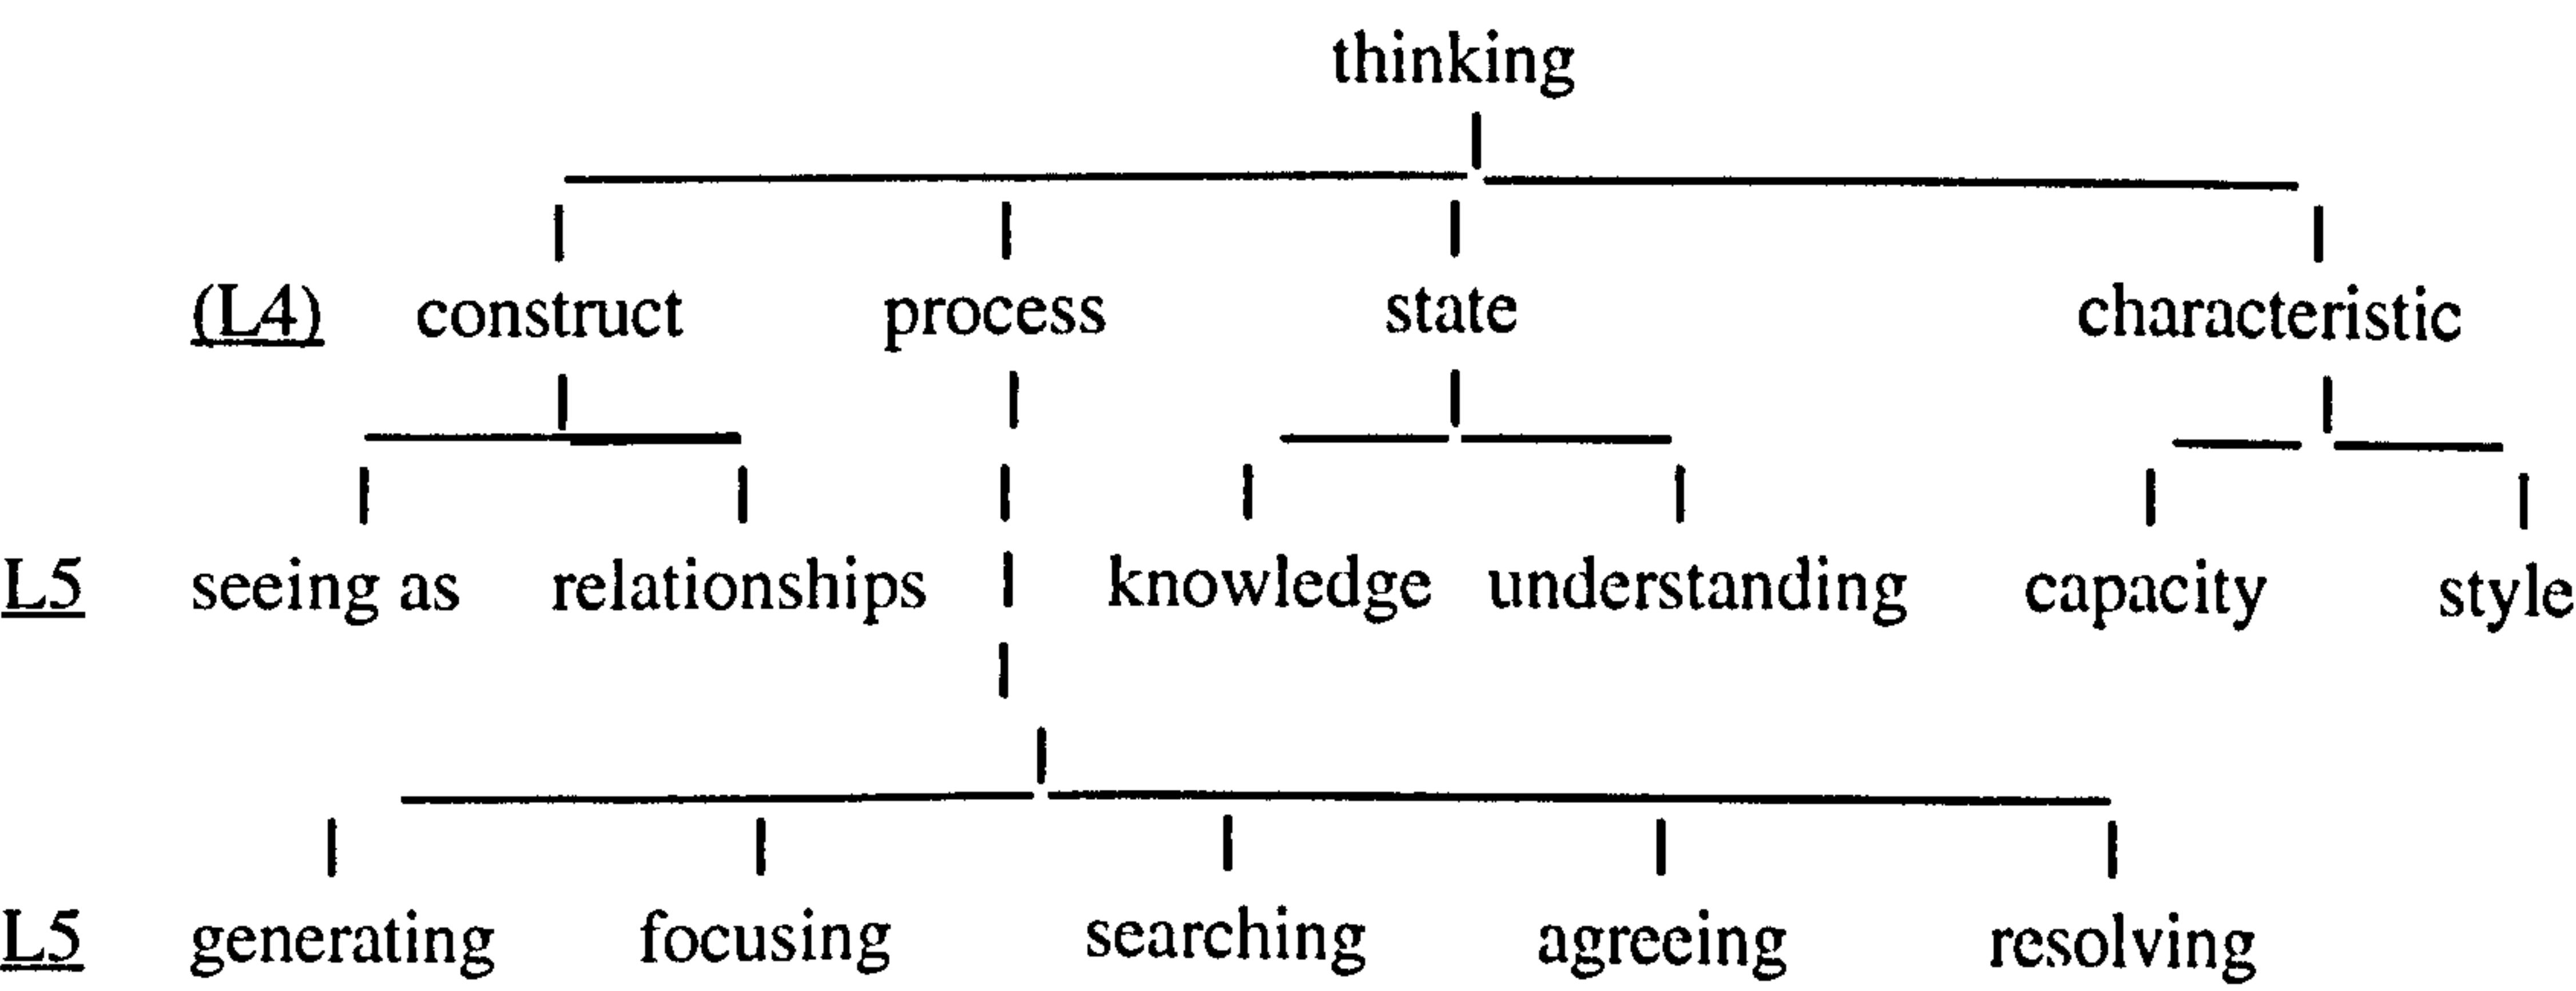 thinking
(L4) construct process state characteristic
L5 seeing as relationships knowledge understanding capacity style
L5 generating focusing searching agreeing resolving